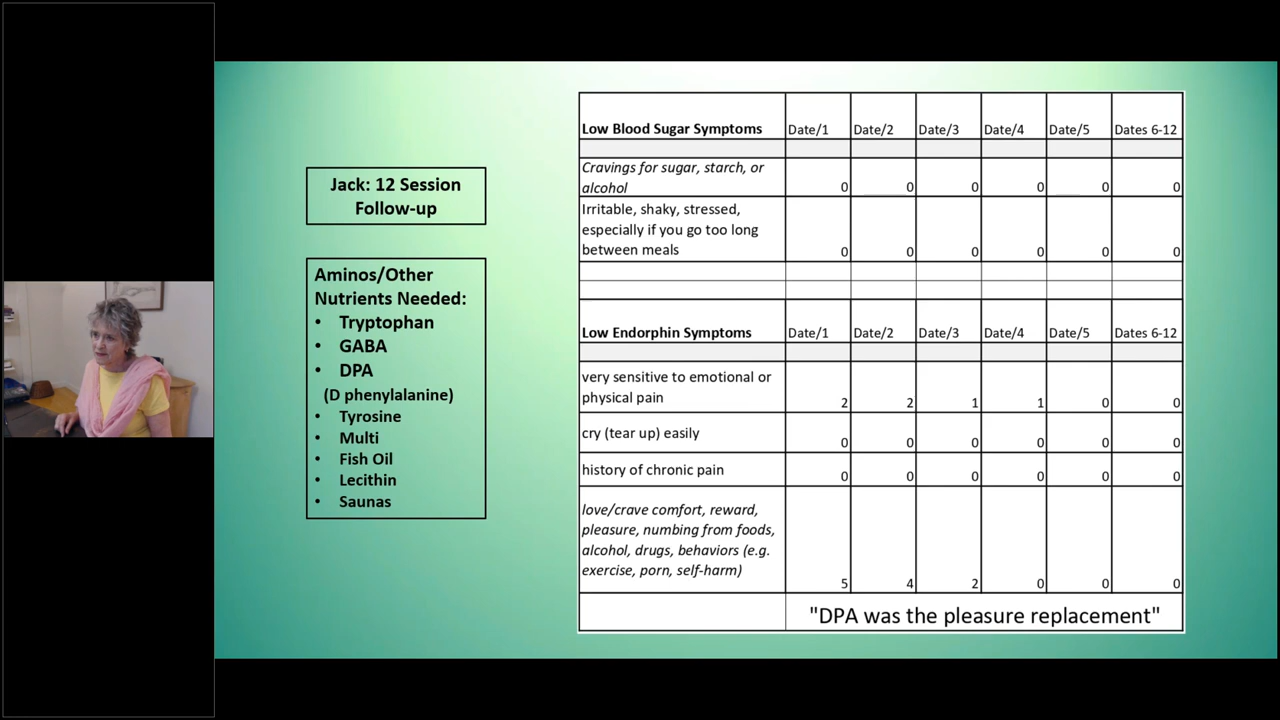 Jack: 12 Session
Follow-up
Aminos/Other
Nutrients Needed:
• Tryptophan
• GABA
• DPA
(D phenylalanine)
• Tyrosine
• Multi
• Fish Oil
• Lecithin
• Saunas
Low Blood Sugar Symptoms Date/1 Date/2 Date/3 Date/4 Date/5 Dates 6-12
Cravings for sugar, starch, or
alcohol 0 0 0 0 0 0
Irritable, shaky, stressed,
especially if you go too long
between meals 0 0 0 0 0 0
Low Endorphin Symptoms Date/1 Date/2 Date/3 Date/4 Date/5 Dates 6-12
very sensitive to emotional or
physical pain 2 2 1 1 0 0
cry (tear up) easily 0 0 0 0 0 0
history of chronic pain 0 0 0 0 0 0
love/crave comfort, reward,
pleasure, numbing from foods,
alcohol, drugs, behaviors (e.g.
exercise, porn, self-harm) 5 4 2 0 0 0
"DPA was the pleasure replacement"